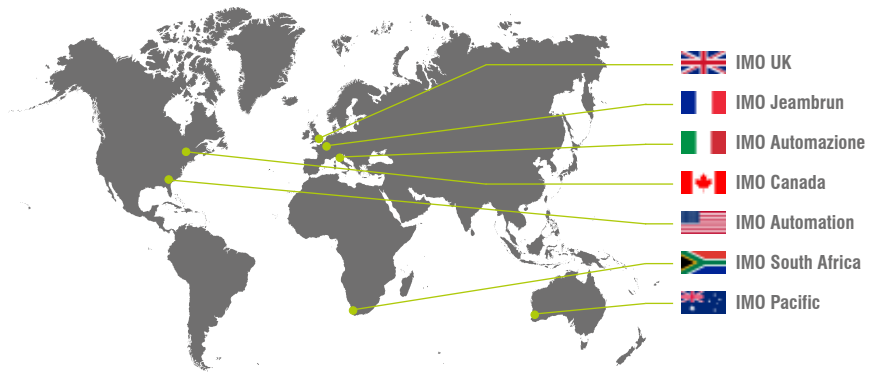 IMO UK
IMO Jeambrun
IMO Automazione
IMO Canada
IMO Automation
IMO South Africa
IMO Pacific